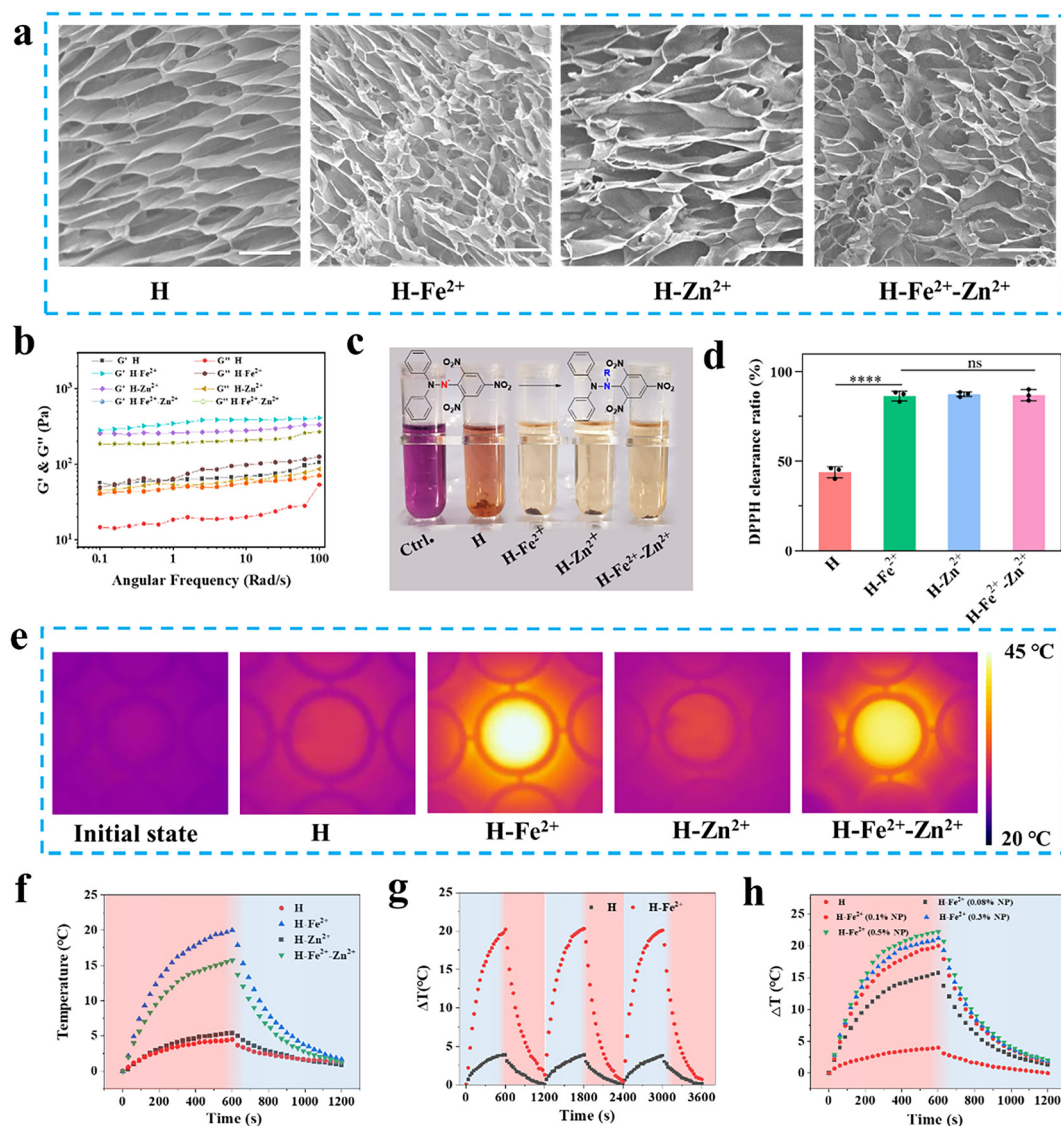 a
H
H-Fe²⁺
H-Zn²⁺
H-Fe²⁺-Zn²⁺
b
G' & G" (Pa)
10³
10²
10¹
G' H
G" H
G' H-Fe²⁺
G" H-Fe²⁺
G' H-Zn²⁺
G" H-Zn²⁺
G' H-Fe²⁺-Zn²⁺
G" H-Fe²⁺-Zn²⁺
0.1
1
10
100
Angular Frequency (Rad/s)
c
N
N•
O₂N
NO₂
NO₂
N
N
R
O₂N
NO₂
NO₂
Ctrl.
H
H-Fe²⁺
H-Zn²⁺
H-Fe²⁺-Zn²⁺
d
DPPH clearance ratio (%)
100
50
0
****
ns
H
H-Fe²⁺
H-Zn²⁺
H-Fe²⁺-Zn²⁺
e
45 °C
20 °C
Initial state
H
H-Fe²⁺
H-Zn²⁺
H-Fe²⁺-Zn²⁺
f
Temperature (°C)
25
20
15
10
5
0
H
H-Fe²⁺
H-Zn²⁺
H-Fe²⁺-Zn²⁺
0
200
400
600
800
1000
1200
Time (s)
g
ΔT(°C)
25
20
15
10
5
0
H
H-Fe²⁺
0
600
1200
1800
2400
3000
3600
Time (s)
h
ΔT (°C)
25
20
15
10
5
0
H
H-Fe²⁺ (0.08% NP)
H-Fe²⁺ (0.1% NP)
H-Fe²⁺ (0.3% NP)
H-Fe²⁺ (0.5% NP)
0
200
400
600
800
1000
1200
Time (s)